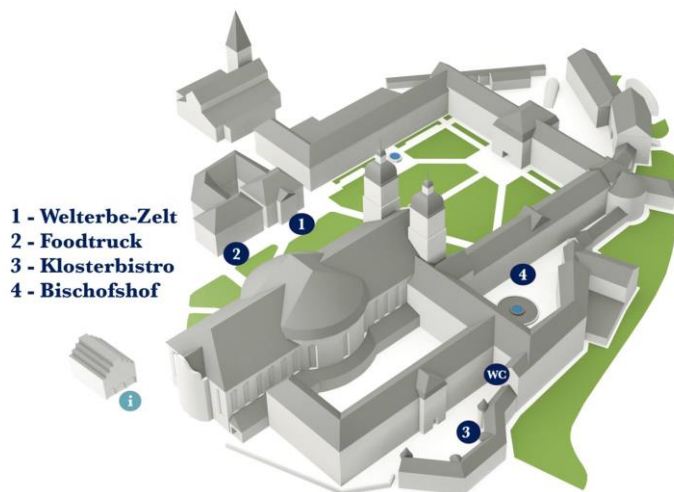 1 - Welterbe-Zelt
2 - Foodtruck
3 - Klosterbistro
4 - Bischofshof
1
2
4
WC
i
3